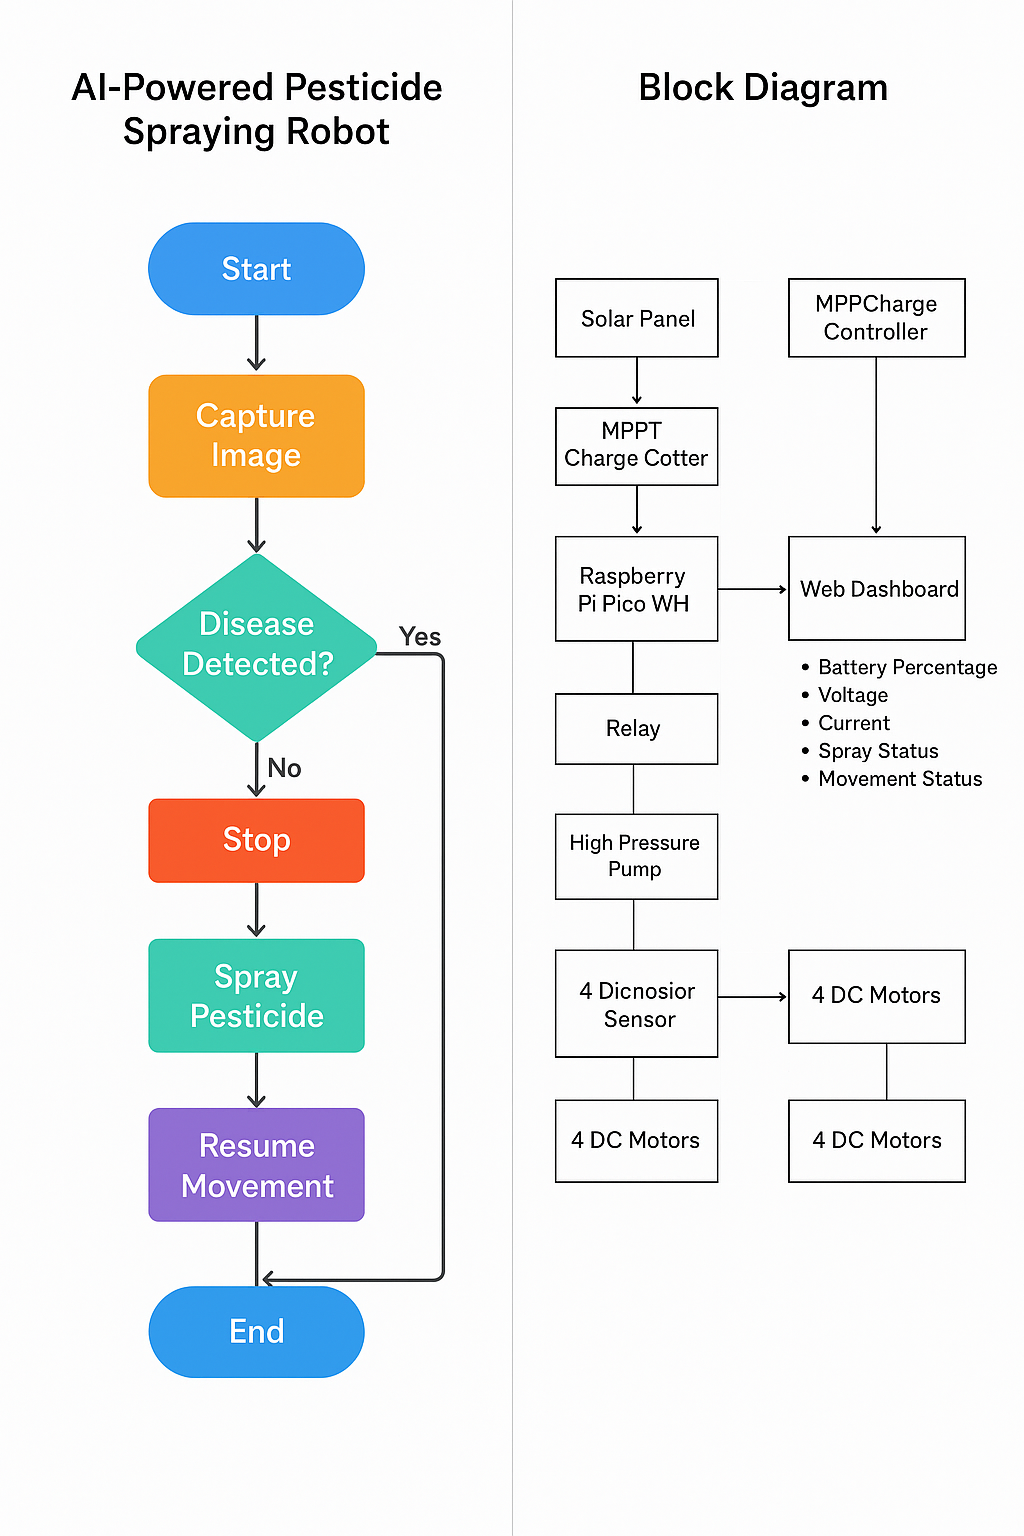 AI-Powered Pesticide
Spraying Robot
Start
Capture
Image
Disease
Detected?
Yes
No
Stop
Spray
Pesticide
Resume
Movement
End
Block Diagram
Solar Panel
MPPCharge
Controller
MPPT
Charge Cotter
Raspberry
Pi Pico WH
Web Dashboard
• Battery Percentage
• Voltage
• Current
• Spray Status
• Movement Status
Relay
High Pressure
Pump
4 Dicnosior
Sensor
4 DC Motors
4 DC Motors
4 DC Motors